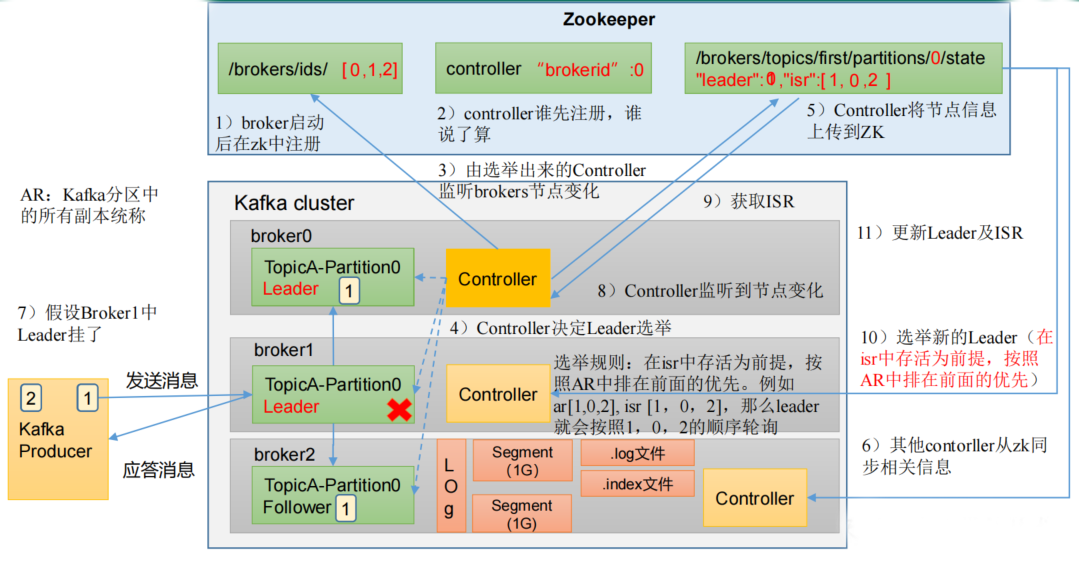 Zookeeper
/brokers/ids/ [0,1,2]
controller “brokerid” :0
/brokers/topics/first/partitions/0/state
"leader": ,"isr":[ 1, 0 ,2 ]
1）broker启动
后在zk中注册
2）controller谁先注册，谁
说了算
5）Controller将节点信息
上传到ZK
3）由选举出来的Controller
监听brokers节点变化
AR：Kafka分区中
的所有副本统称
Kafka cluster
9）获取ISR
11）更新Leader及ISR
broker0
TopicA-Partition0
Leader
1
Controller
8）Controller监听到节点变化
7）假设Broker1中
Leader挂了
4）Controller决定Leader选举
10）选举新的Leader（在
isr中存活为前提，按照
AR中排在前面的优先）
broker1
TopicA-Partition0
Leader
Controller
选举规则：在isr中存活为前提，按
照AR中排在前面的优先。例如
ar[1,0,2], isr [1，0，2]，那么leader
就会按照1，0，2的顺序轮询
发送消息
2 1
Kafka
Producer
应答消息
6）其他contorller从zk同
步相关信息
broker2
TopicA-Partition0
Follower
1
L
O
g
Segment
(1G)
Segment
(1G)
.log文件
.index文件
Controller